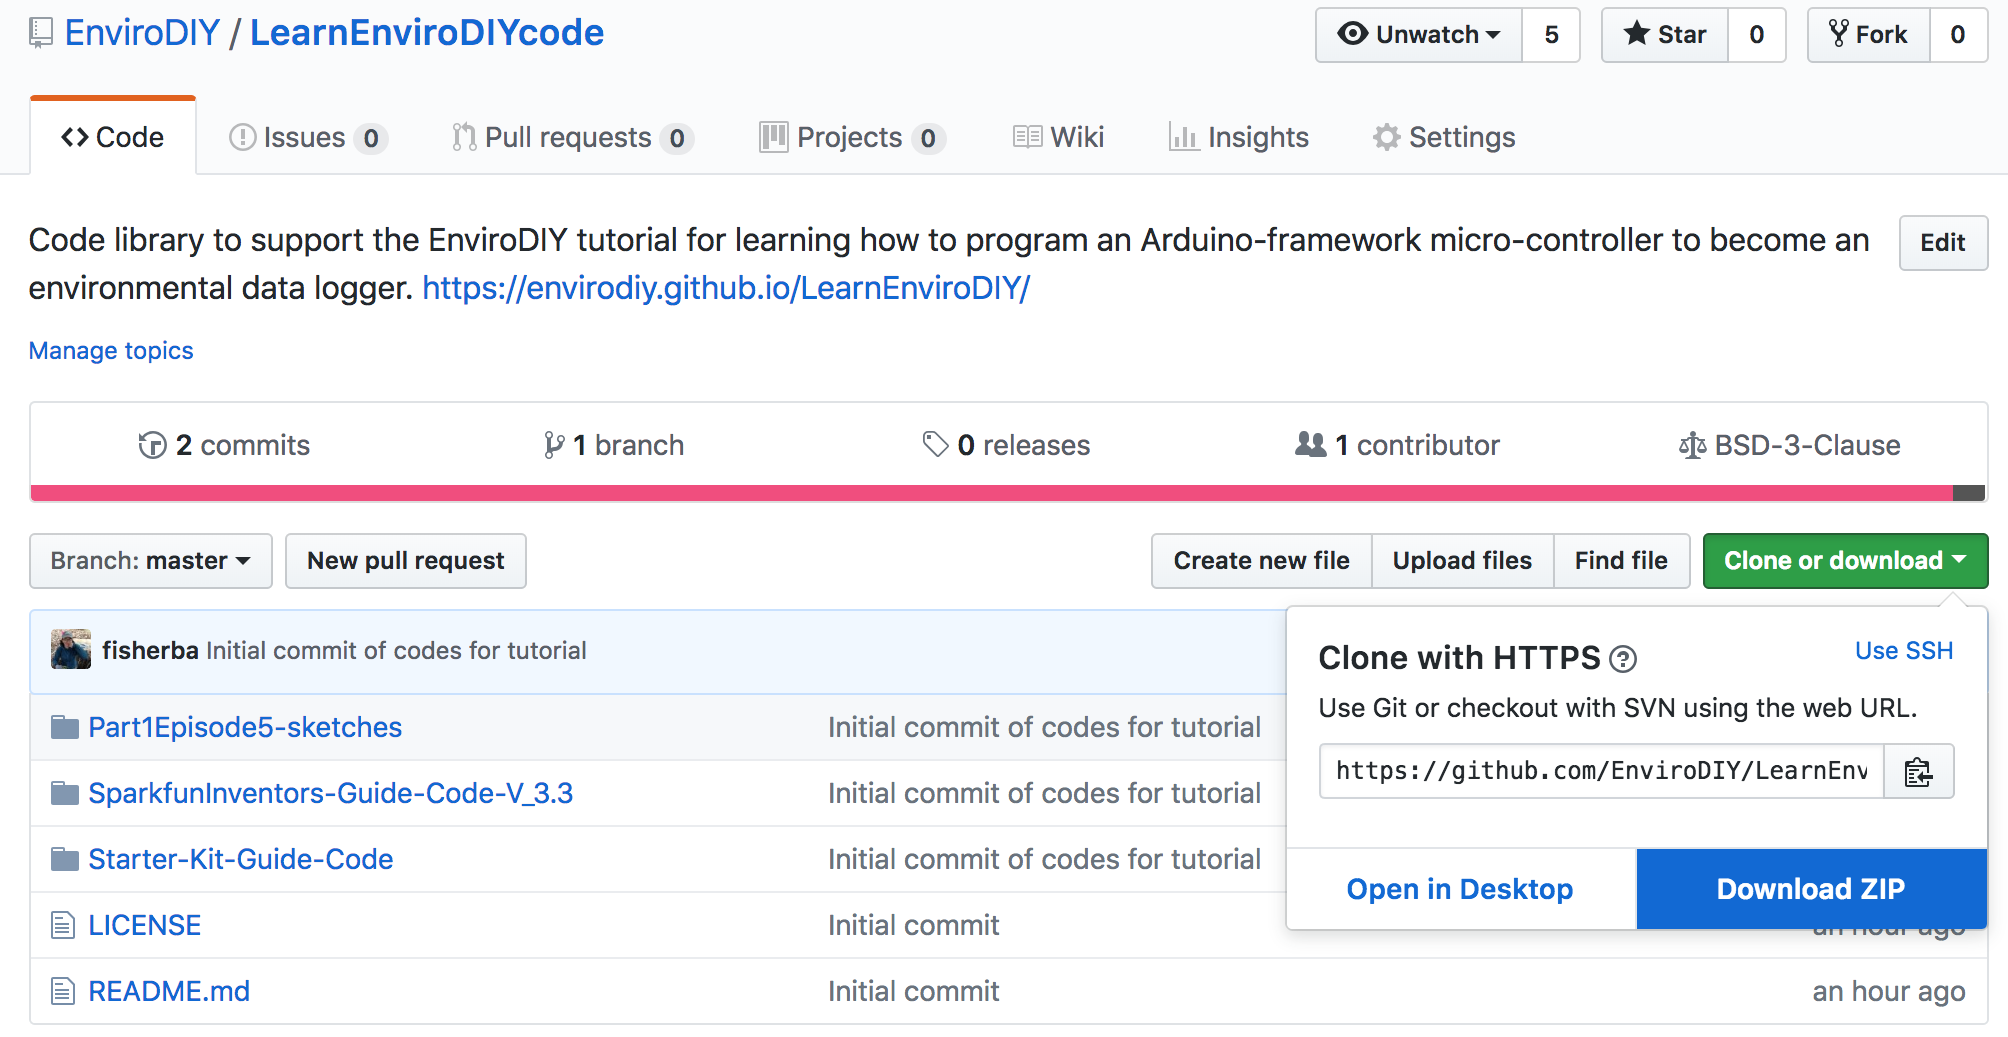 EnviroDIY / LearnEnviroDIYcode
Unwatch 5 Star 0 Fork 0
Code Issues 0 Pull requests 0 Projects 0 Wiki Insights Settings
Code library to support the EnviroDIY tutorial for learning how to program an Arduino-framework micro-controller to become an
environmental data logger. https://envirodiy.github.io/LearnEnviroDIY/
Edit
Manage topics
2 commits 1 branch 0 releases 1 contributor BSD-3-Clause
Branch: master New pull request Create new file Upload files Find file Clone or download
fisherba Initial commit of codes for tutorial
Clone with HTTPS ? Use SSH
Use Git or checkout with SVN using the web URL.
https://github.com/EnviroDIY/LearnEnv
Open in Desktop Download ZIP
Part1Episode5-sketches Initial commit of codes for tutorial
SparkfunInventors-Guide-Code-V_3.3 Initial commit of codes for tutorial
Starter-Kit-Guide-Code Initial commit of codes for tutorial
LICENSE Initial commit an hour ago
README.md Initial commit an hour ago